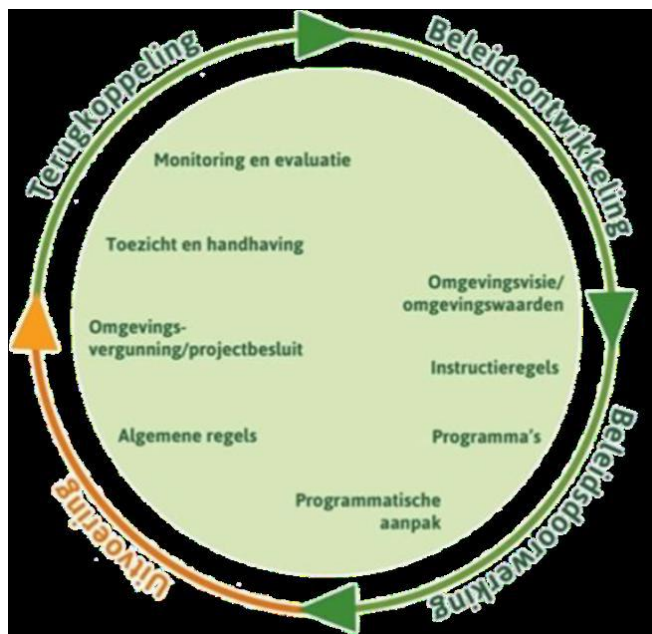 Terugkoppeling
Beleidsontwikkeling
Monitoring en evaluatie
Toezicht en handhaving
Omgevingsvisie/
omgevingswaarden
Omgevings-
vergunning/projectbesluit
Instructieregels
Algemene regels
Programma's
Programmatische
aanpak
Uitvoering
Beleidsdoorwerking